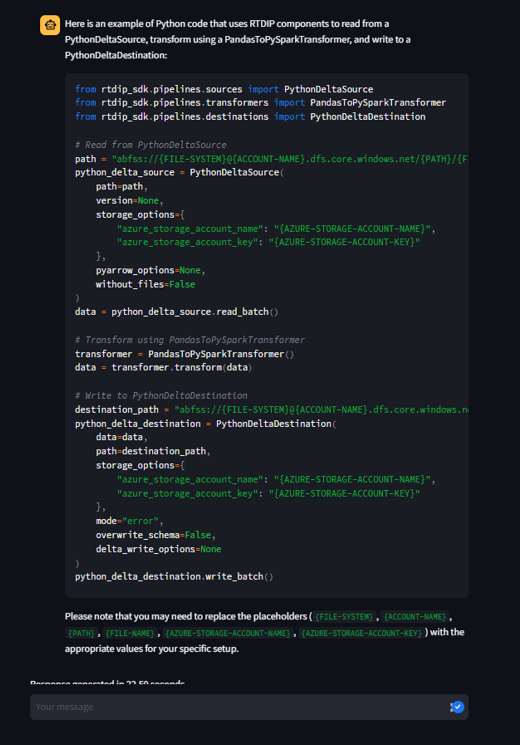 Here is an example of Python code that uses RTDIP components to read from a
PythonDeltaSource, transform using a PandasToPySparkTransformer, and write to a
PythonDeltaDestination:
from rtdip_sdk.pipelines.sources import PythonDeltaSource
from rtdip_sdk.pipelines.transformers import PandasToPySparkTransformer
from rtdip_sdk.pipelines.destinations import PythonDeltaDestination
# Read from PythonDeltaSource
path = "abfss://{FILE-SYSTEM}@{ACCOUNT-NAME}.dfs.core.windows.net/{PATH}/{FI
python_delta_source = PythonDeltaSource(
    path=path,
    version=None,
    storage_options={
        "azure_storage_account_name": "{AZURE-STORAGE-ACCOUNT-NAME}",
        "azure_storage_account_key": "{AZURE-STORAGE-ACCOUNT-KEY}"
    },
    pyarrow_options=None,
    without_files=False
)
data = python_delta_source.read_batch()
# Transform using PandasToPySparkTransformer
transformer = PandasToPySparkTransformer()
data = transformer.transform(data)
# Write to PythonDeltaDestination
destination_path = "abfss://{FILE-SYSTEM}@{ACCOUNT-NAME}.dfs.core.windows.ne
python_delta_destination = PythonDeltaDestination(
    data=data,
    path=destination_path,
    storage_options={
        "azure_storage_account_name": "{AZURE-STORAGE-ACCOUNT-NAME}",
        "azure_storage_account_key": "{AZURE-STORAGE-ACCOUNT-KEY}"
    },
    mode="error",
    overwrite_schema=False,
    delta_write_options=None
)
python_delta_destination.write_batch()
Please note that you may need to replace the placeholders ( {FILE-SYSTEM} , {ACCOUNT-NAME} ,
{PATH} , {FILE-NAME} , {AZURE-STORAGE-ACCOUNT-NAME} , {AZURE-STORAGE-ACCOUNT-KEY} ) with the
appropriate values for your specific setup.
Response generated in 22.59 seconds
Your message